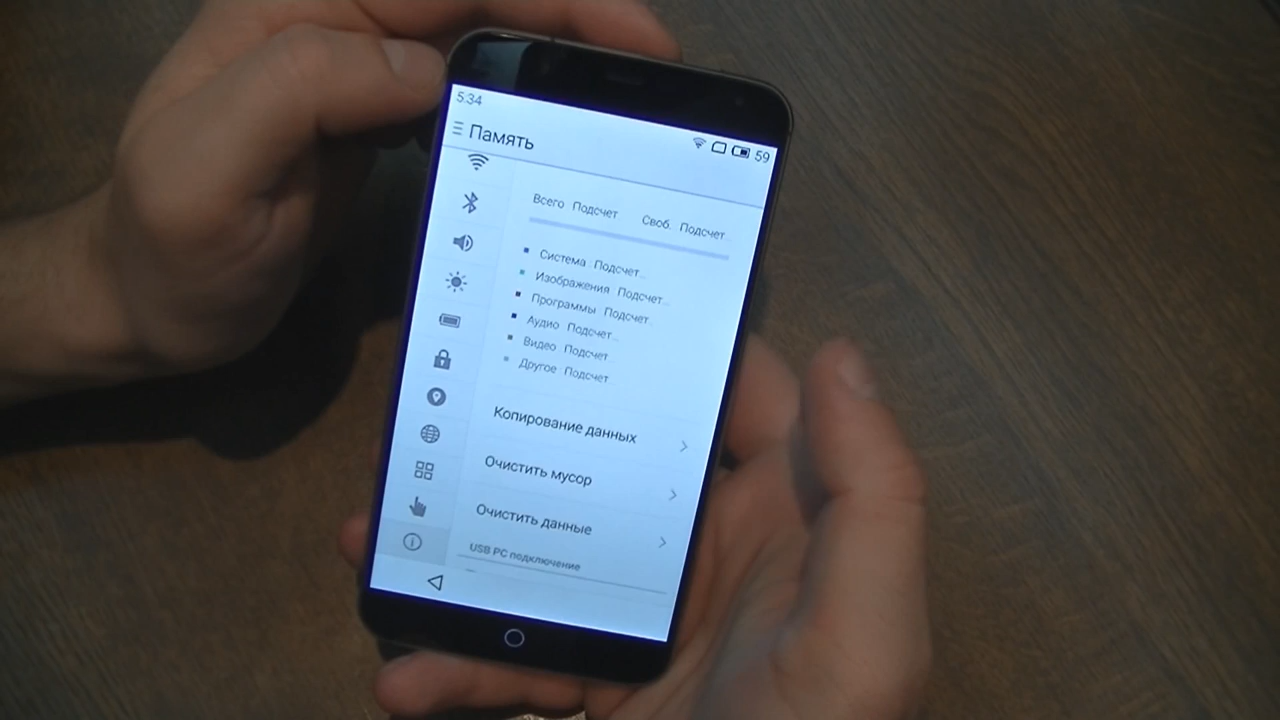 5:34
59
Память
Всего Подсчет Своб. Подсчет...
Система Подсчет...
Изображения Подсчет...
Программы Подсчет...
Аудио Подсчет...
Видео Подсчет
Другое Подсчет...
Копирование данных
Очистить мусор
Очистить данные
USB PC подключение